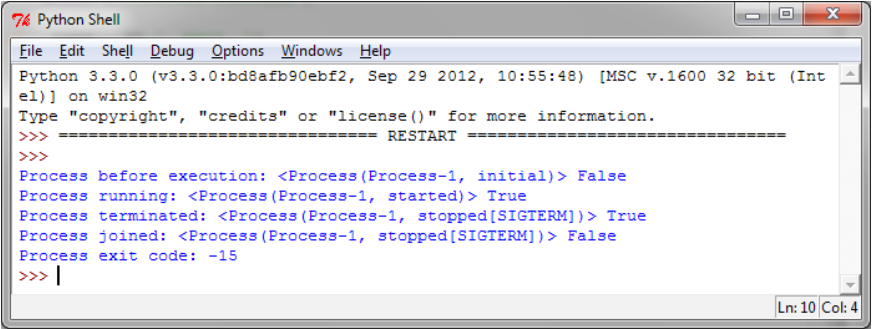 Python Shell
File Edit Shell Debug Options Windows Help
Python 3.3.0 (v3.3.0:bd8afb90ebf2, Sep 29 2012, 10:55:48) [MSC v.1600 32 bit (Int
el)] on win32
Type "copyright", "credits" or "license()" for more information.
>>> ================================ RESTART ================================
>>>
Process before execution: <Process(Process-1, initial)> False
Process running: <Process(Process-1, started)> True
Process terminated: <Process(Process-1, stopped[SIGTERM])> True
Process joined: <Process(Process-1, stopped[SIGTERM])> False
Process exit code: -15
>>>
Ln: 10 Col: 4